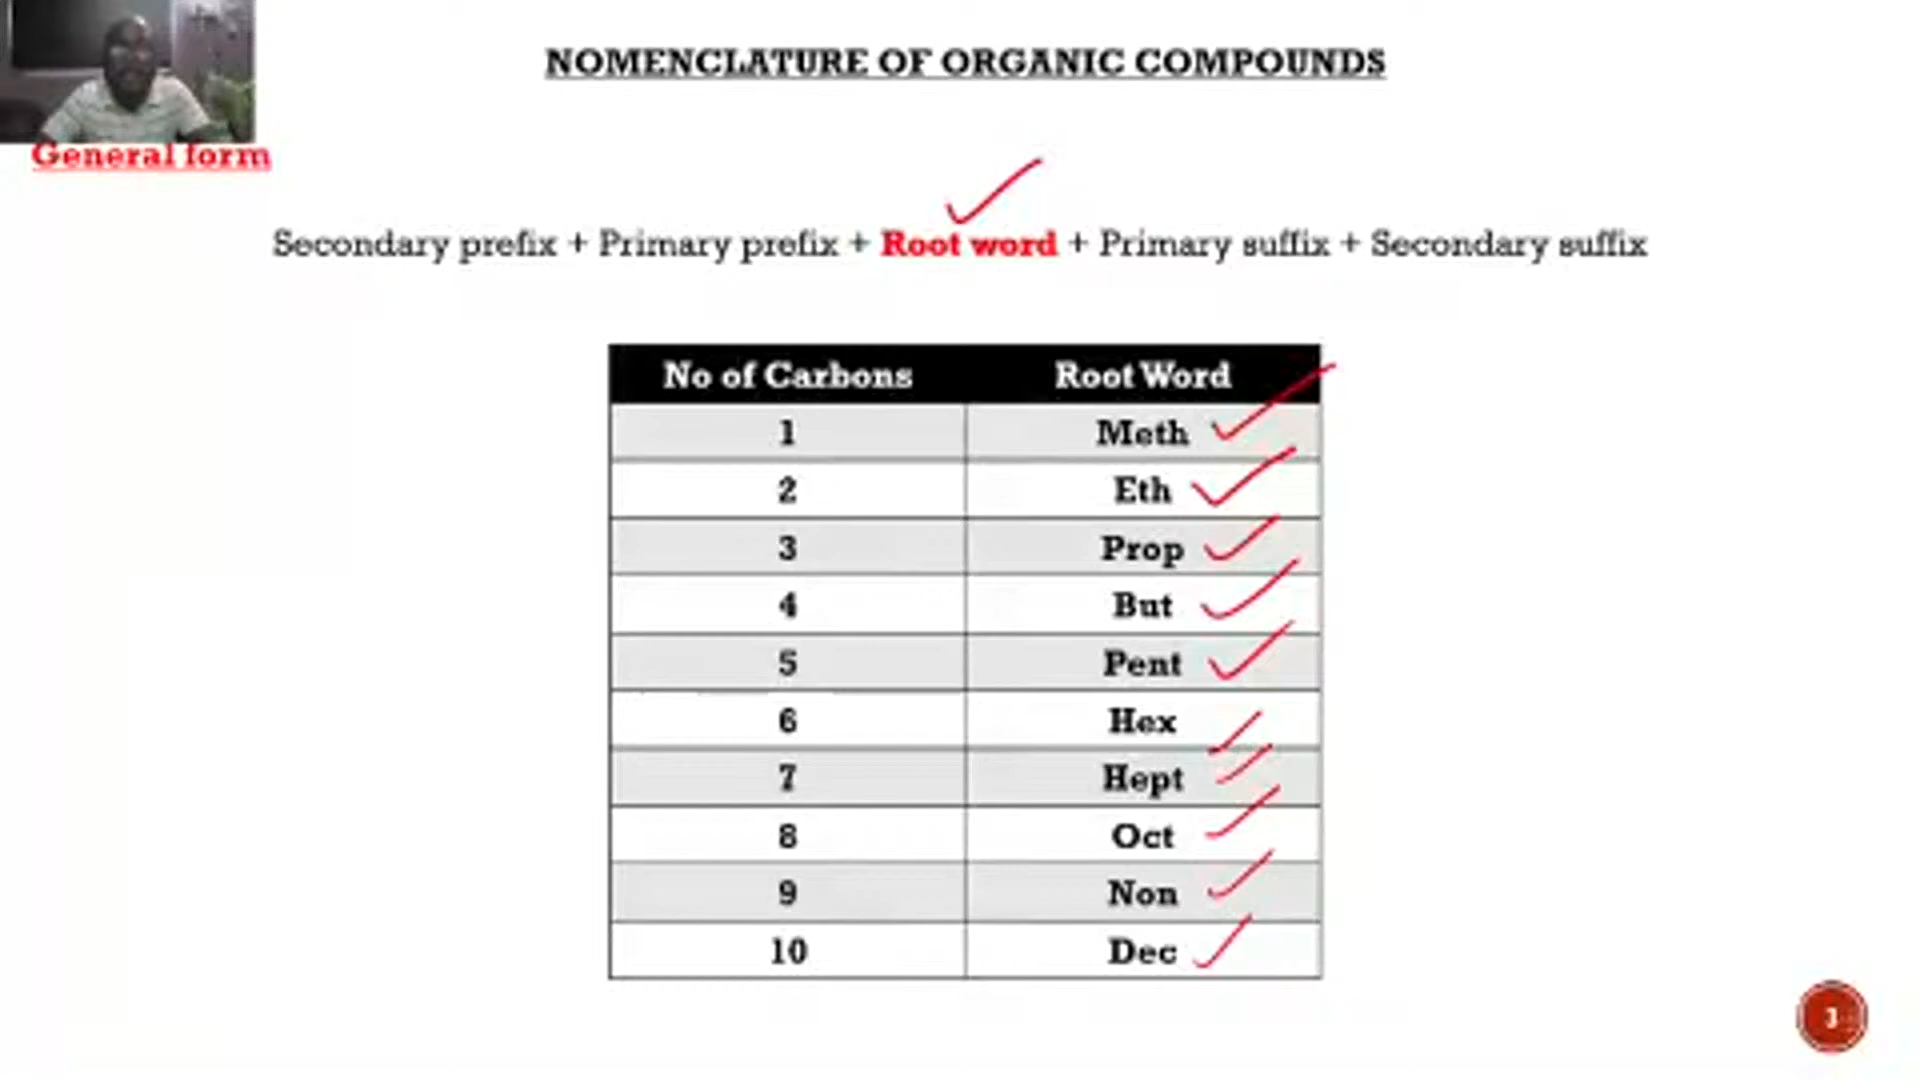 NOMENCLATURE OF ORGANIC COMPOUNDS
General form
Secondary prefix + Primary prefix + Root word + Primary suffix + Secondary suffix
No of Carbons Root Word
1 Meth
2 Eth
3 Prop
4 But
5 Pent
6 Hex
7 Hept
8 Oct
9 Non
10 Dec
3